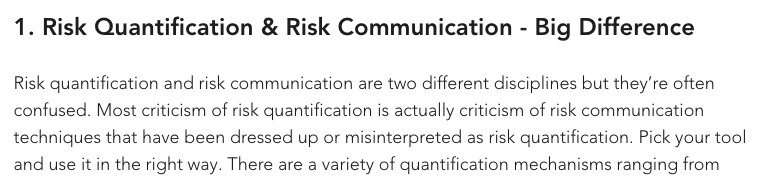 1. Risk Quantification & Risk Communication - Big Difference
Risk quantification and risk communication are two different disciplines but they’re often
confused. Most criticism of risk quantification is actually criticism of risk communication
techniques that have been dressed up or misinterpreted as risk quantification. Pick your tool
and use it in the right way. There are a variety of quantification mechanisms ranging from